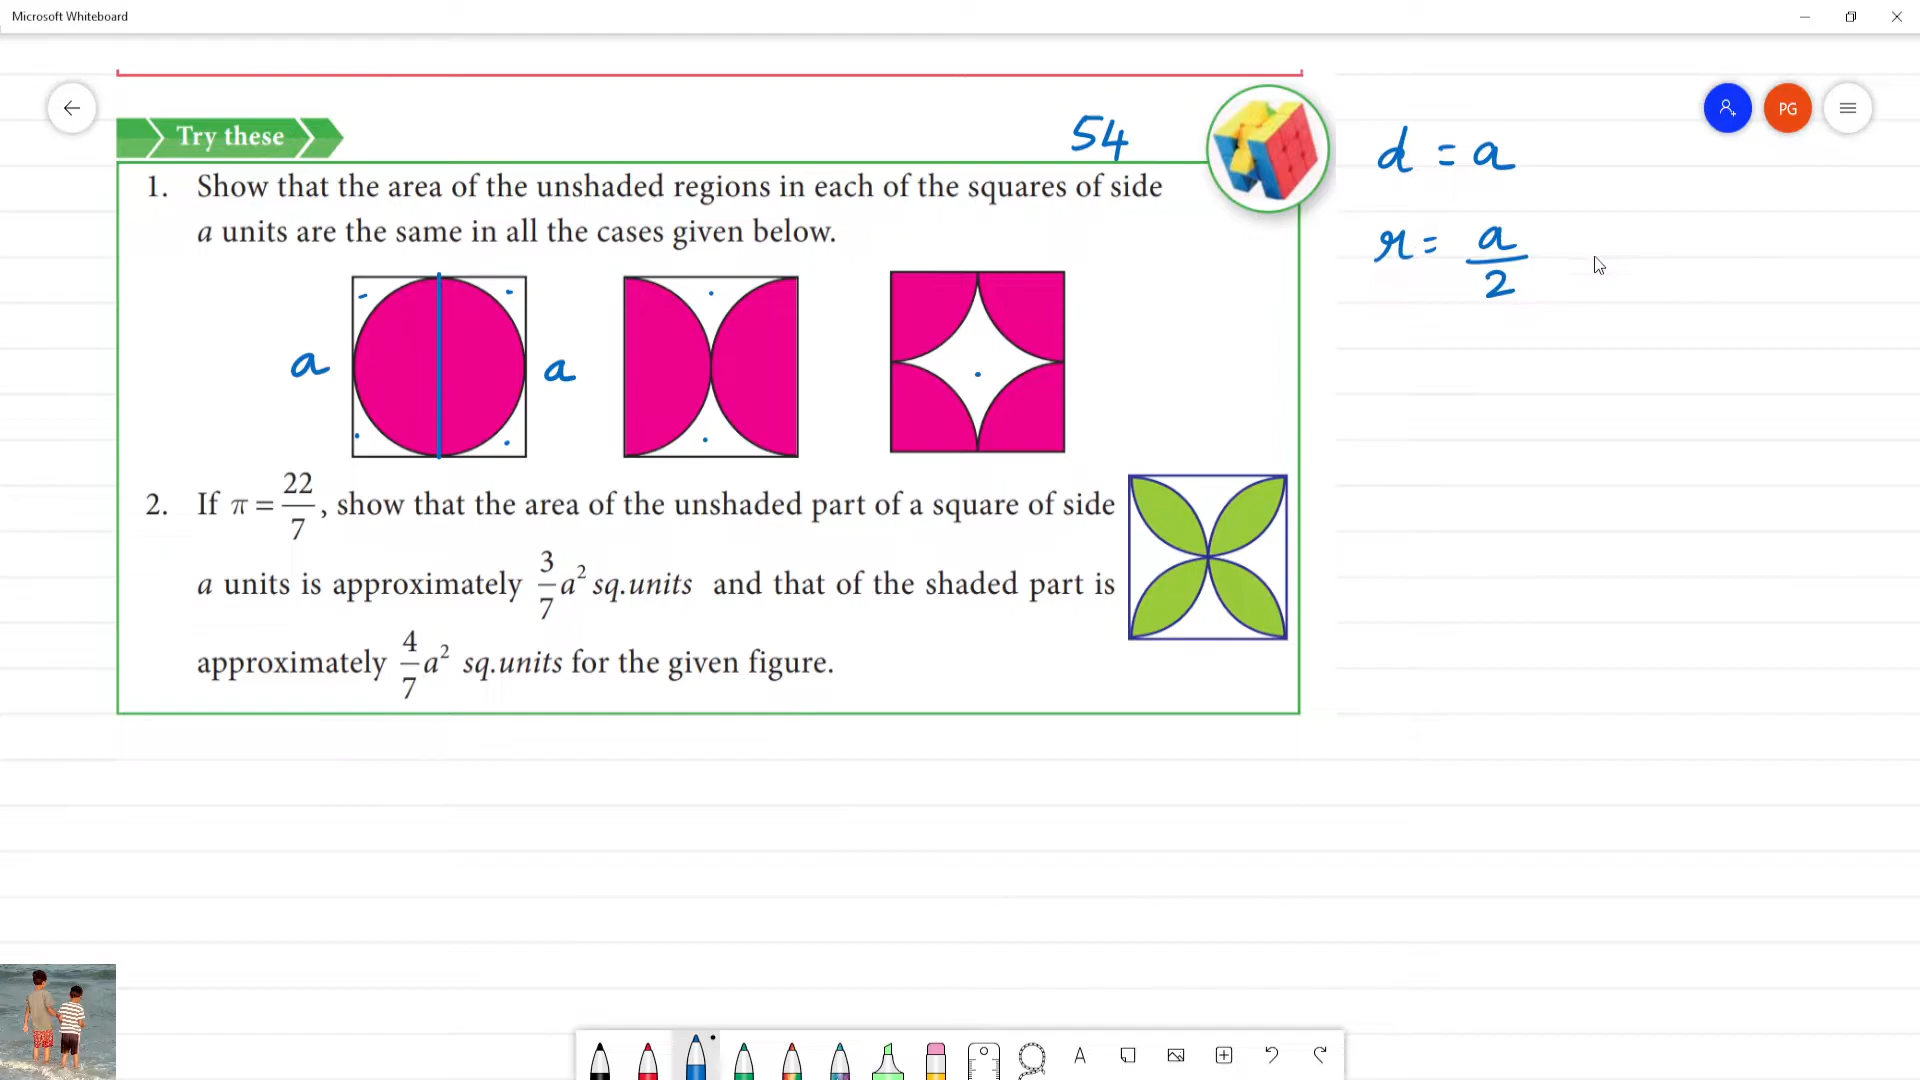 Microsoft Whiteboard
Try these
54
1. Show that the area of the unshaded regions in each of the squares of side
a units are the same in all the cases given below.
a
a
2. If π = 22/7, show that the area of the unshaded part of a square of side
a units is approximately 3/7 a² sq.units and that of the shaded part is
approximately 4/7 a² sq.units for the given figure.
d = a
r = a/2
PG
A